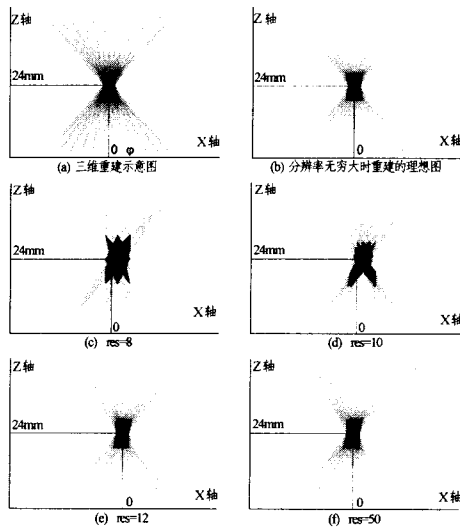 Z轴
24mm
0 φ
X轴
(a) 三维重建示意图
Z轴
24mm
0
X轴
(b) 分辨率无穷大时重建的理想图
Z轴
24mm
0
X轴
(c) res=8
Z轴
24mm
0
X轴
(d) res=10
Z轴
24mm
0
X轴
(e) res=12
Z轴
24mm
0
X轴
(f) res=50